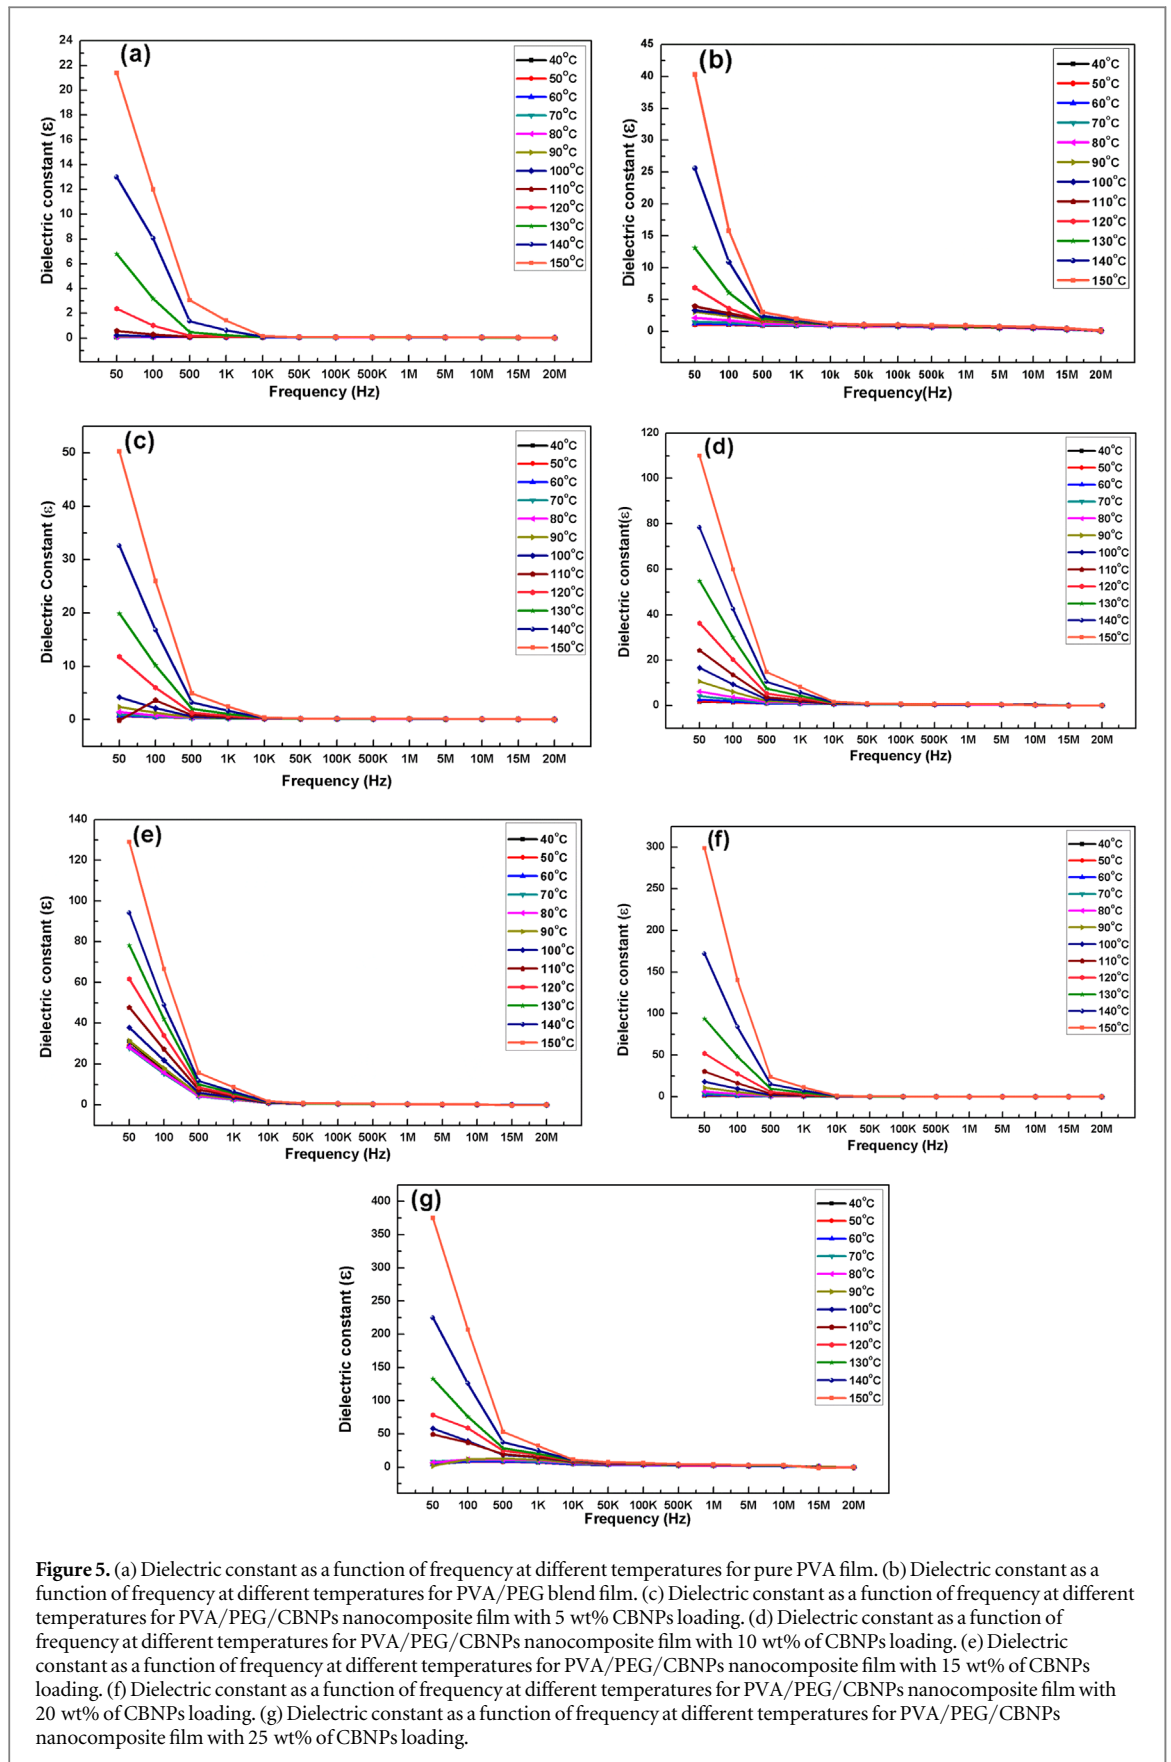 (a)
Dielectric constant (ε)
24
22
20
18
16
14
12
10
8
6
4
2
0
50 100 500 1K 10K 50K 100K 500K 1M 5M 10M 15M 20M
Frequency (Hz)
40°C
50°C
60°C
70°C
80°C
90°C
100°C
110°C
120°C
130°C
140°C
150°C
(b)
Dielectric constant (ε)
45
40
35
30
25
20
15
10
5
0
50 100 500 1K 10k 50k 100k 500k 1M 5M 10M 15M 20M
Frequency(Hz)
40°C
50°C
60°C
70°C
80°C
90°C
100°C
110°C
120°C
130°C
140°C
150°C
(c)
Dielectric Constant (ε)
50
40
30
20
10
0
50 100 500 1K 10K 50K 100K 500K 1M 5M 10M 15M 20M
Frequency (Hz)
40°C
50°C
60°C
70°C
80°C
90°C
100°C
110°C
120°C
130°C
140°C
150°C
(d)
Dielectric constant(ε)
120
100
80
60
40
20
0
50 100 500 1K 10K 50K 100K 500K 1M 5M 10M 15M 20M
Frequency (Hz)
40°C
50°C
60°C
70°C
80°C
90°C
100°C
110°C
120°C
130°C
140°C
150°C
(e)
Dielectric constant (ε)
140
120
100
80
60
40
20
0
50 100 500 1K 10K 50K 100K 500K 1M 5M 10M 15M 20M
Frequency (Hz)
40°C
50°C
60°C
70°C
80°C
90°C
100°C
110°C
120°C
130°C
140°C
150°C
(f)
Dielectric constant (ε)
300
250
200
150
100
50
0
50 100 500 1K 10K 50K 100K 500K 1M 5M 10M 15M 20M
Frequency (Hz)
40°C
50°C
60°C
70°C
80°C
90°C
100°C
110°C
120°C
130°C
140°C
150°C
(g)
Dielectric constant (ε)
400
350
300
250
200
150
100
50
0
50 100 500 1K 10K 50K 100K 500K 1M 5M 10M 15M 20M
Frequency (Hz)
40°C
50°C
60°C
70°C
80°C
90°C
100°C
110°C
120°C
130°C
140°C
150°C
Figure 5. (a) Dielectric constant as a function of frequency at different temperatures for pure PVA film. (b) Dielectric constant as a
function of frequency at different temperatures for PVA/PEG blend film. (c) Dielectric constant as a function of frequency at different
temperatures for PVA/PEG/CBNPs nanocomposite film with 5 wt% CBNPs loading. (d) Dielectric constant as a function of
frequency at different temperatures for PVA/PEG/CBNPs nanocomposite film with 10 wt% of CBNPs loading. (e) Dielectric
constant as a function of frequency at different temperatures for PVA/PEG/CBNPs nanocomposite film with 15 wt% of CBNPs
loading. (f) Dielectric constant as a function of frequency at different temperatures for PVA/PEG/CBNPs nanocomposite film with
20 wt% of CBNPs loading. (g) Dielectric constant as a function of frequency at different temperatures for PVA/PEG/CBNPs
nanocomposite film with 25 wt% of CBNPs loading.